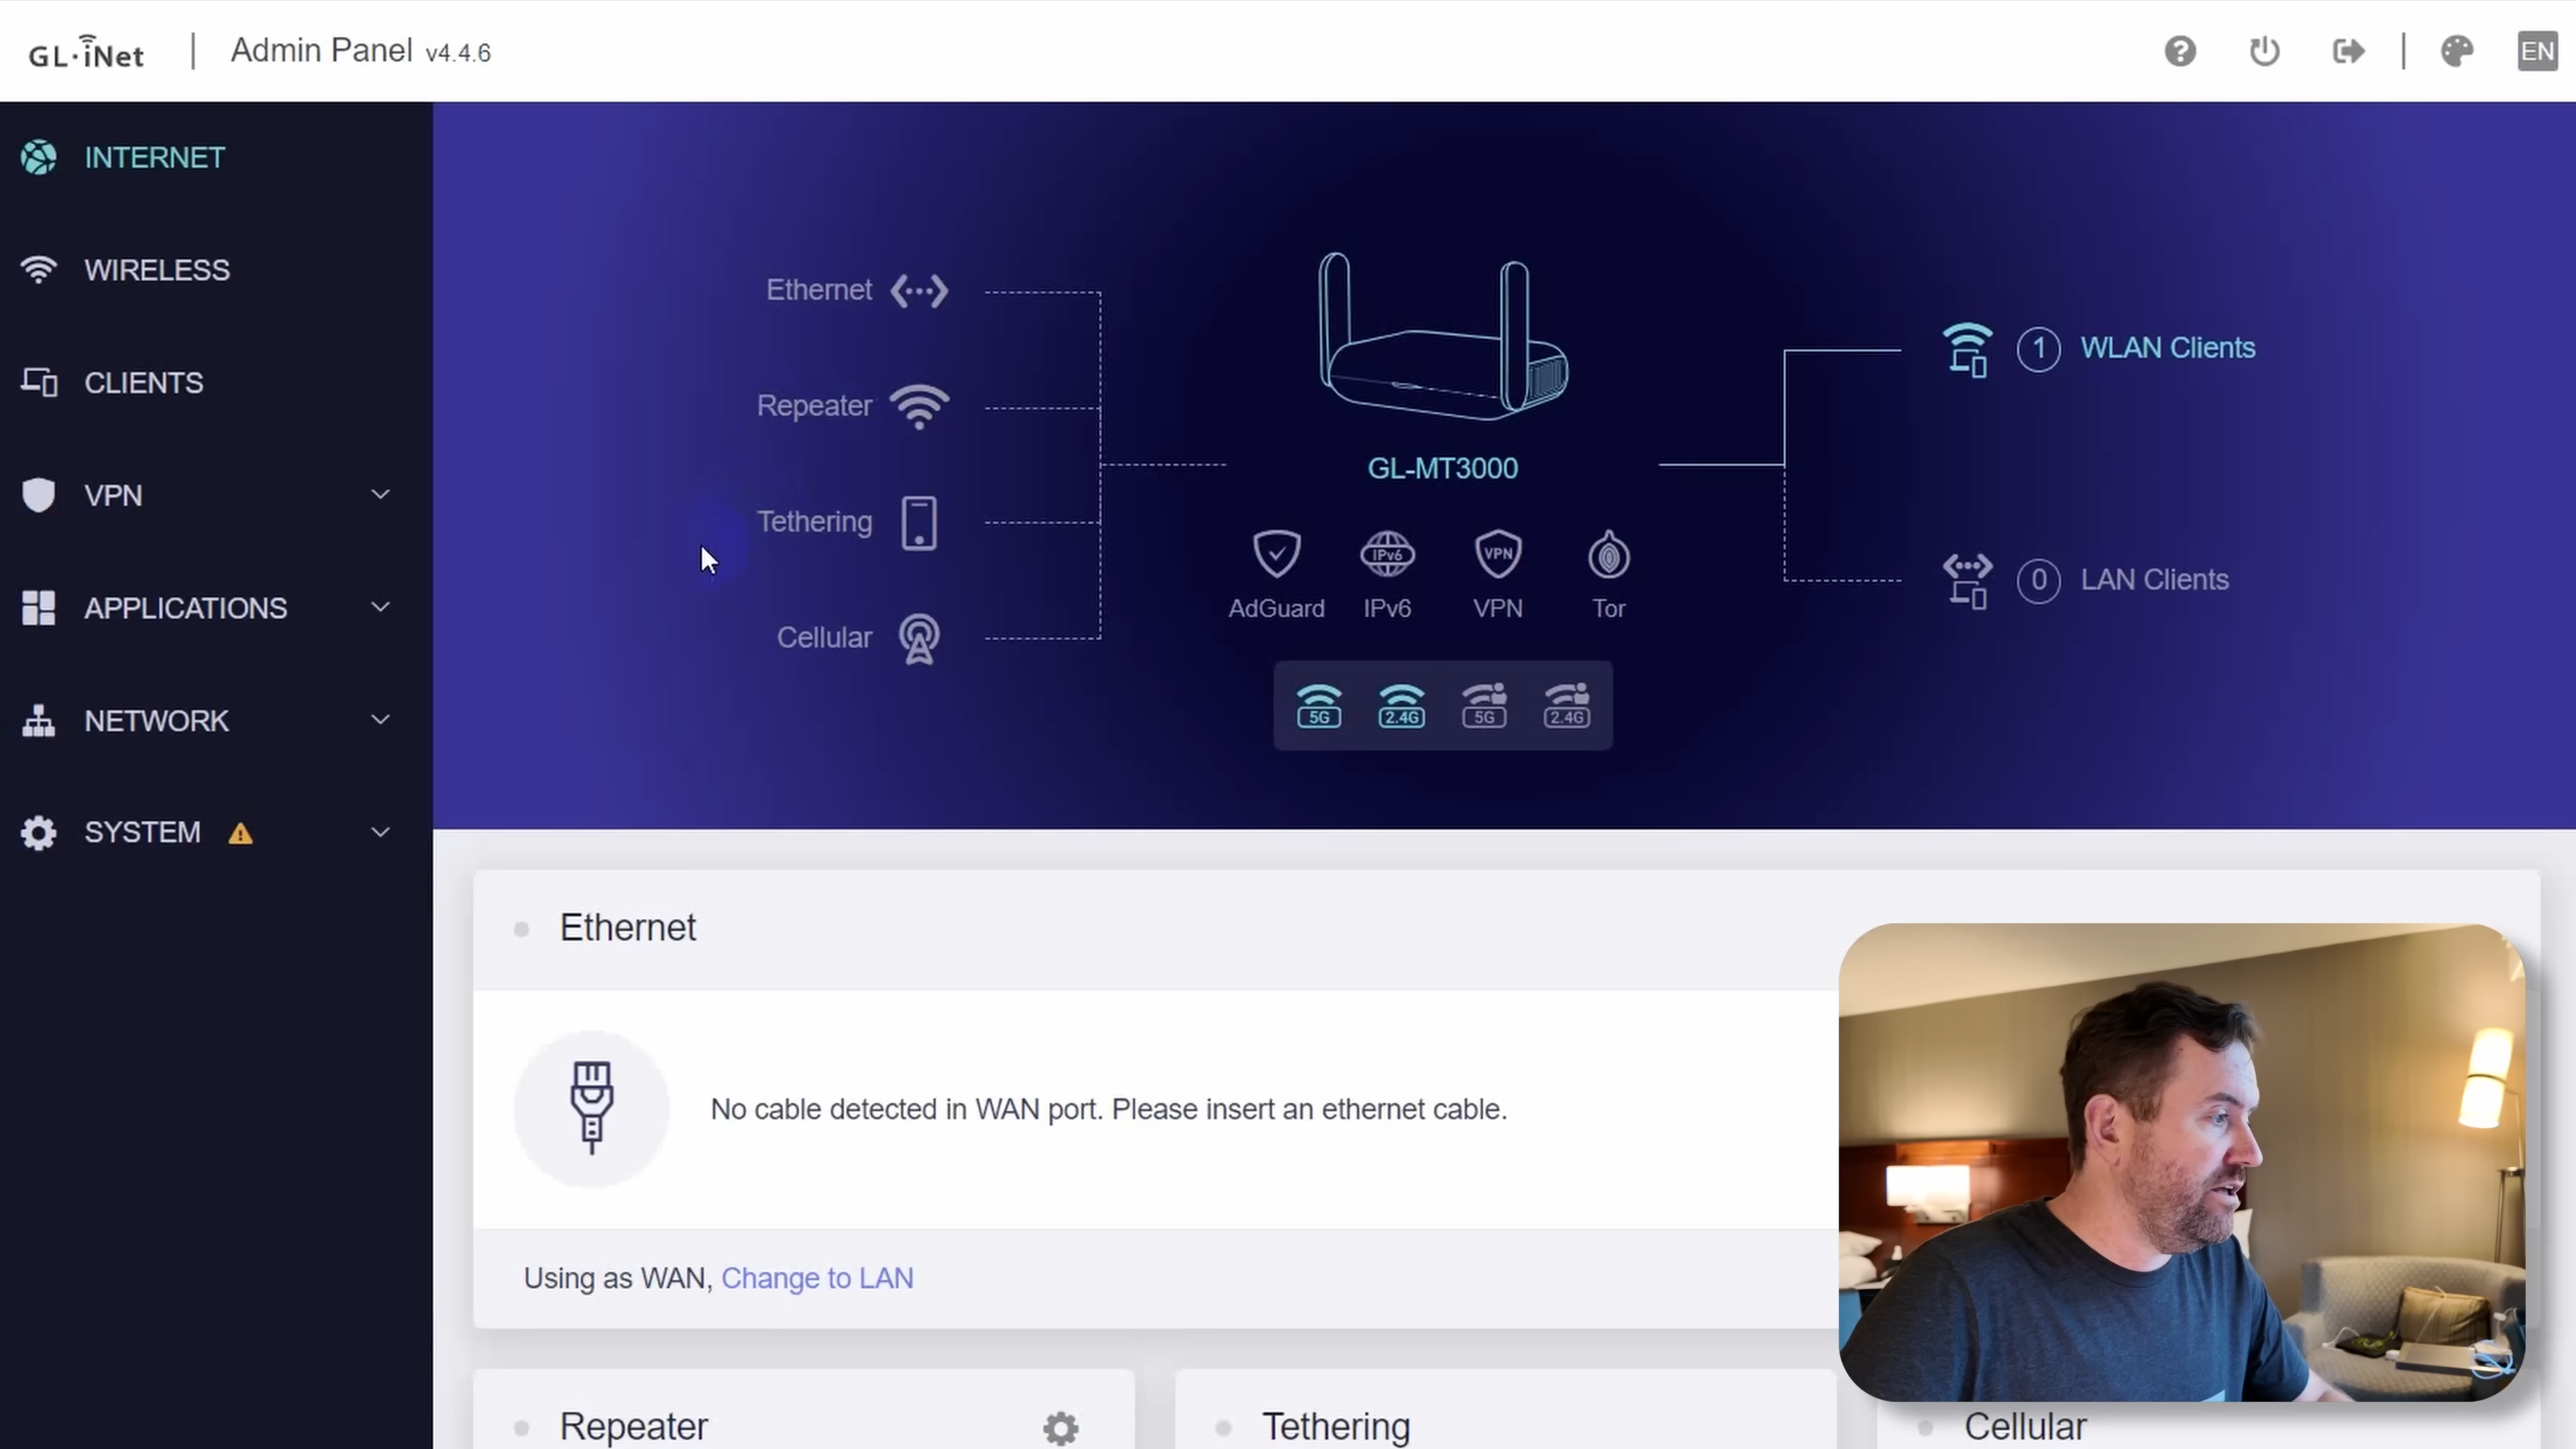 GL·iNet
Admin Panel v4.4.6
EN
INTERNET
WIRELESS
CLIENTS
VPN
APPLICATIONS
NETWORK
SYSTEM
Ethernet
Repeater
Tethering
Cellular
GL-MT3000
AdGuard
IPv6
IPv6
VPN
VPN
Tor
5G
2.4G
5G
2.4G
1 WLAN Clients
0 LAN Clients
Ethernet
No cable detected in WAN port. Please insert an ethernet cable.
Using as WAN, Change to LAN
Repeater
Tethering
Cellular